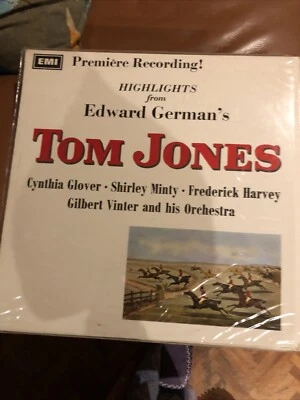 EMI Première Recording!
HIGHLIGHTS
from
Edward German's
TOM JONES
Cynthia Glover · Shirley Minty · Frederick Harvey
Gilbert Vinter and his Orchestra